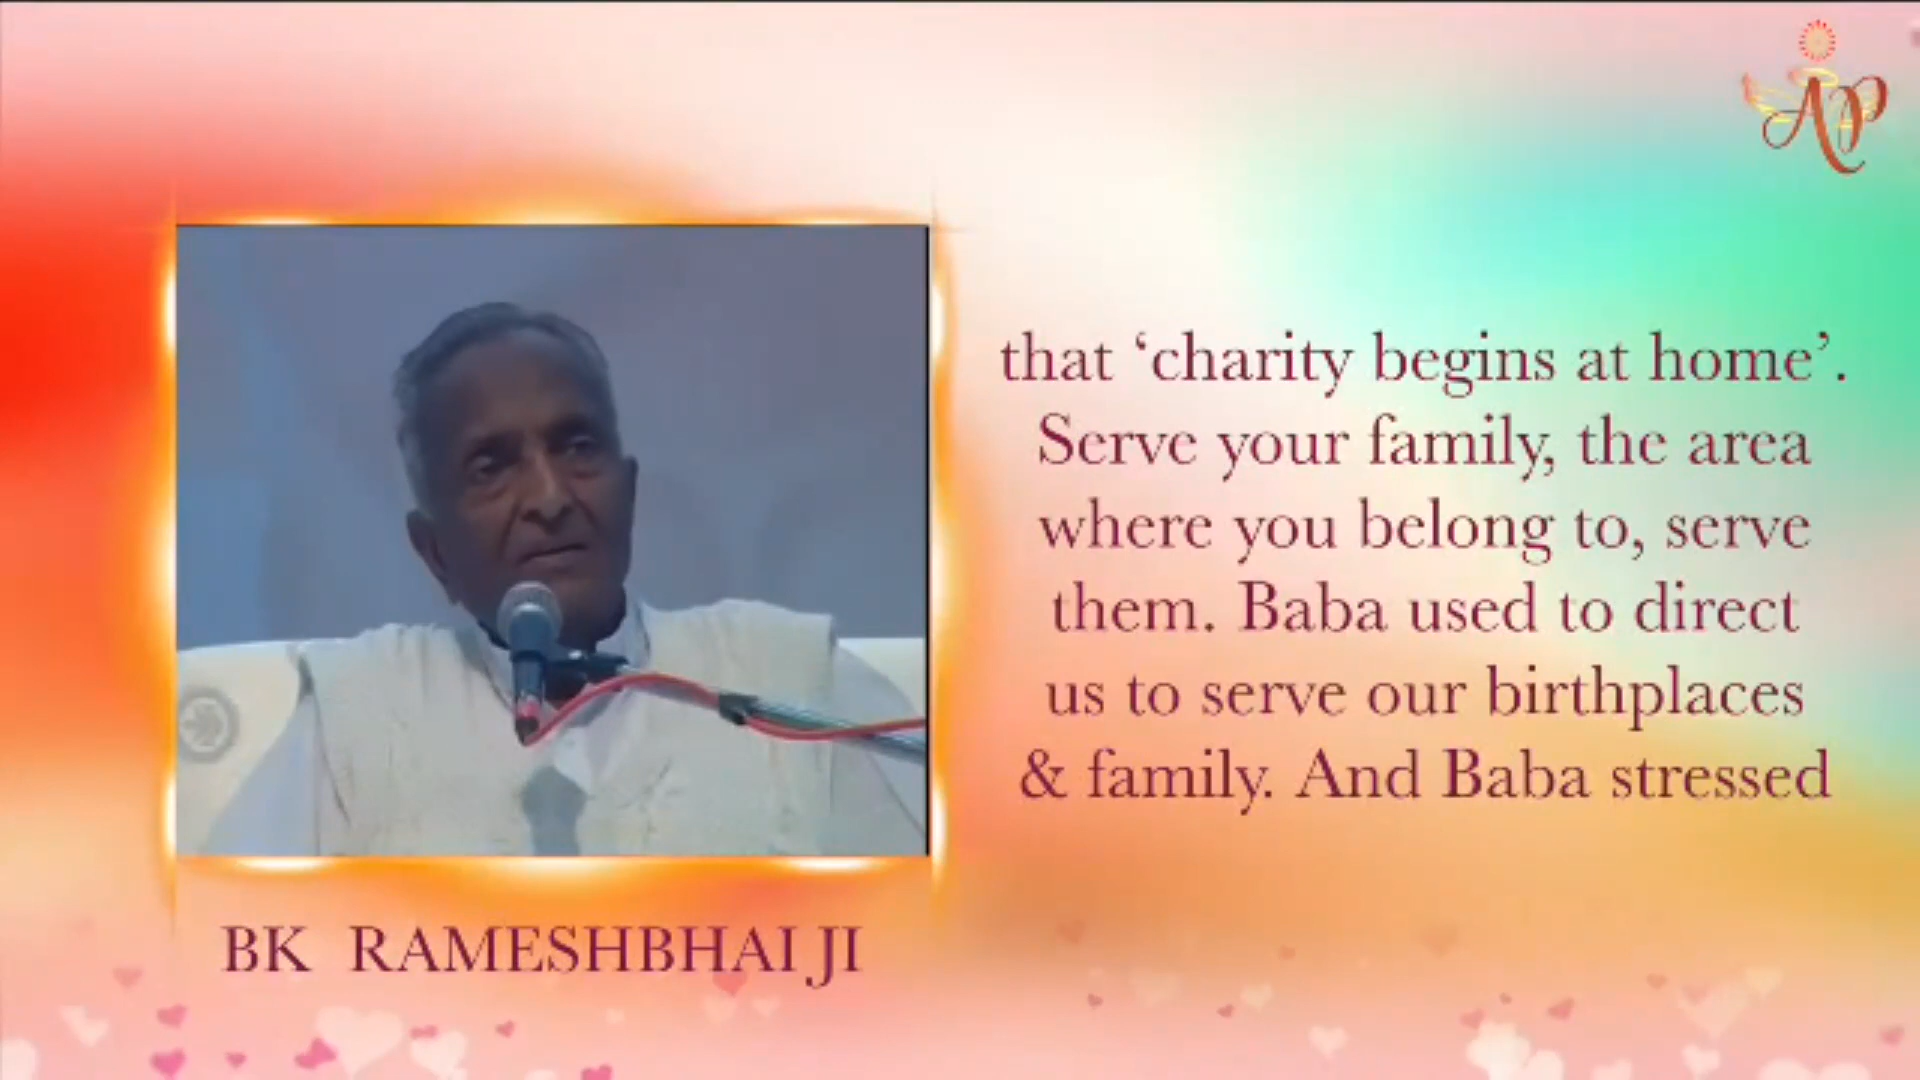 AP
that ‘charity begins at home’.
Serve your family, the area
where you belong to, serve
them. Baba used to direct
us to serve our birthplaces
& family. And Baba stressed
BK RAMESHBHAI JI